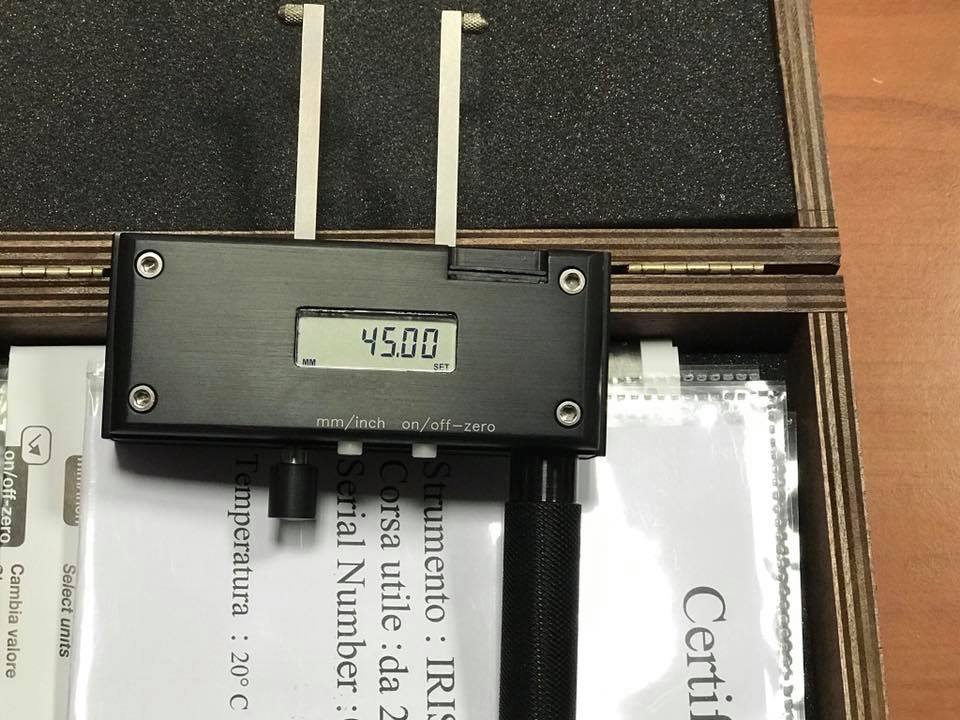 45.00
MM
SET
mm/inch on/off-zero
Strumento : IRIS
Corsa utile : da 2
Serial Number :
Temperatura : 20° C
on/off-zero
Cambia valore
Select units
Certif